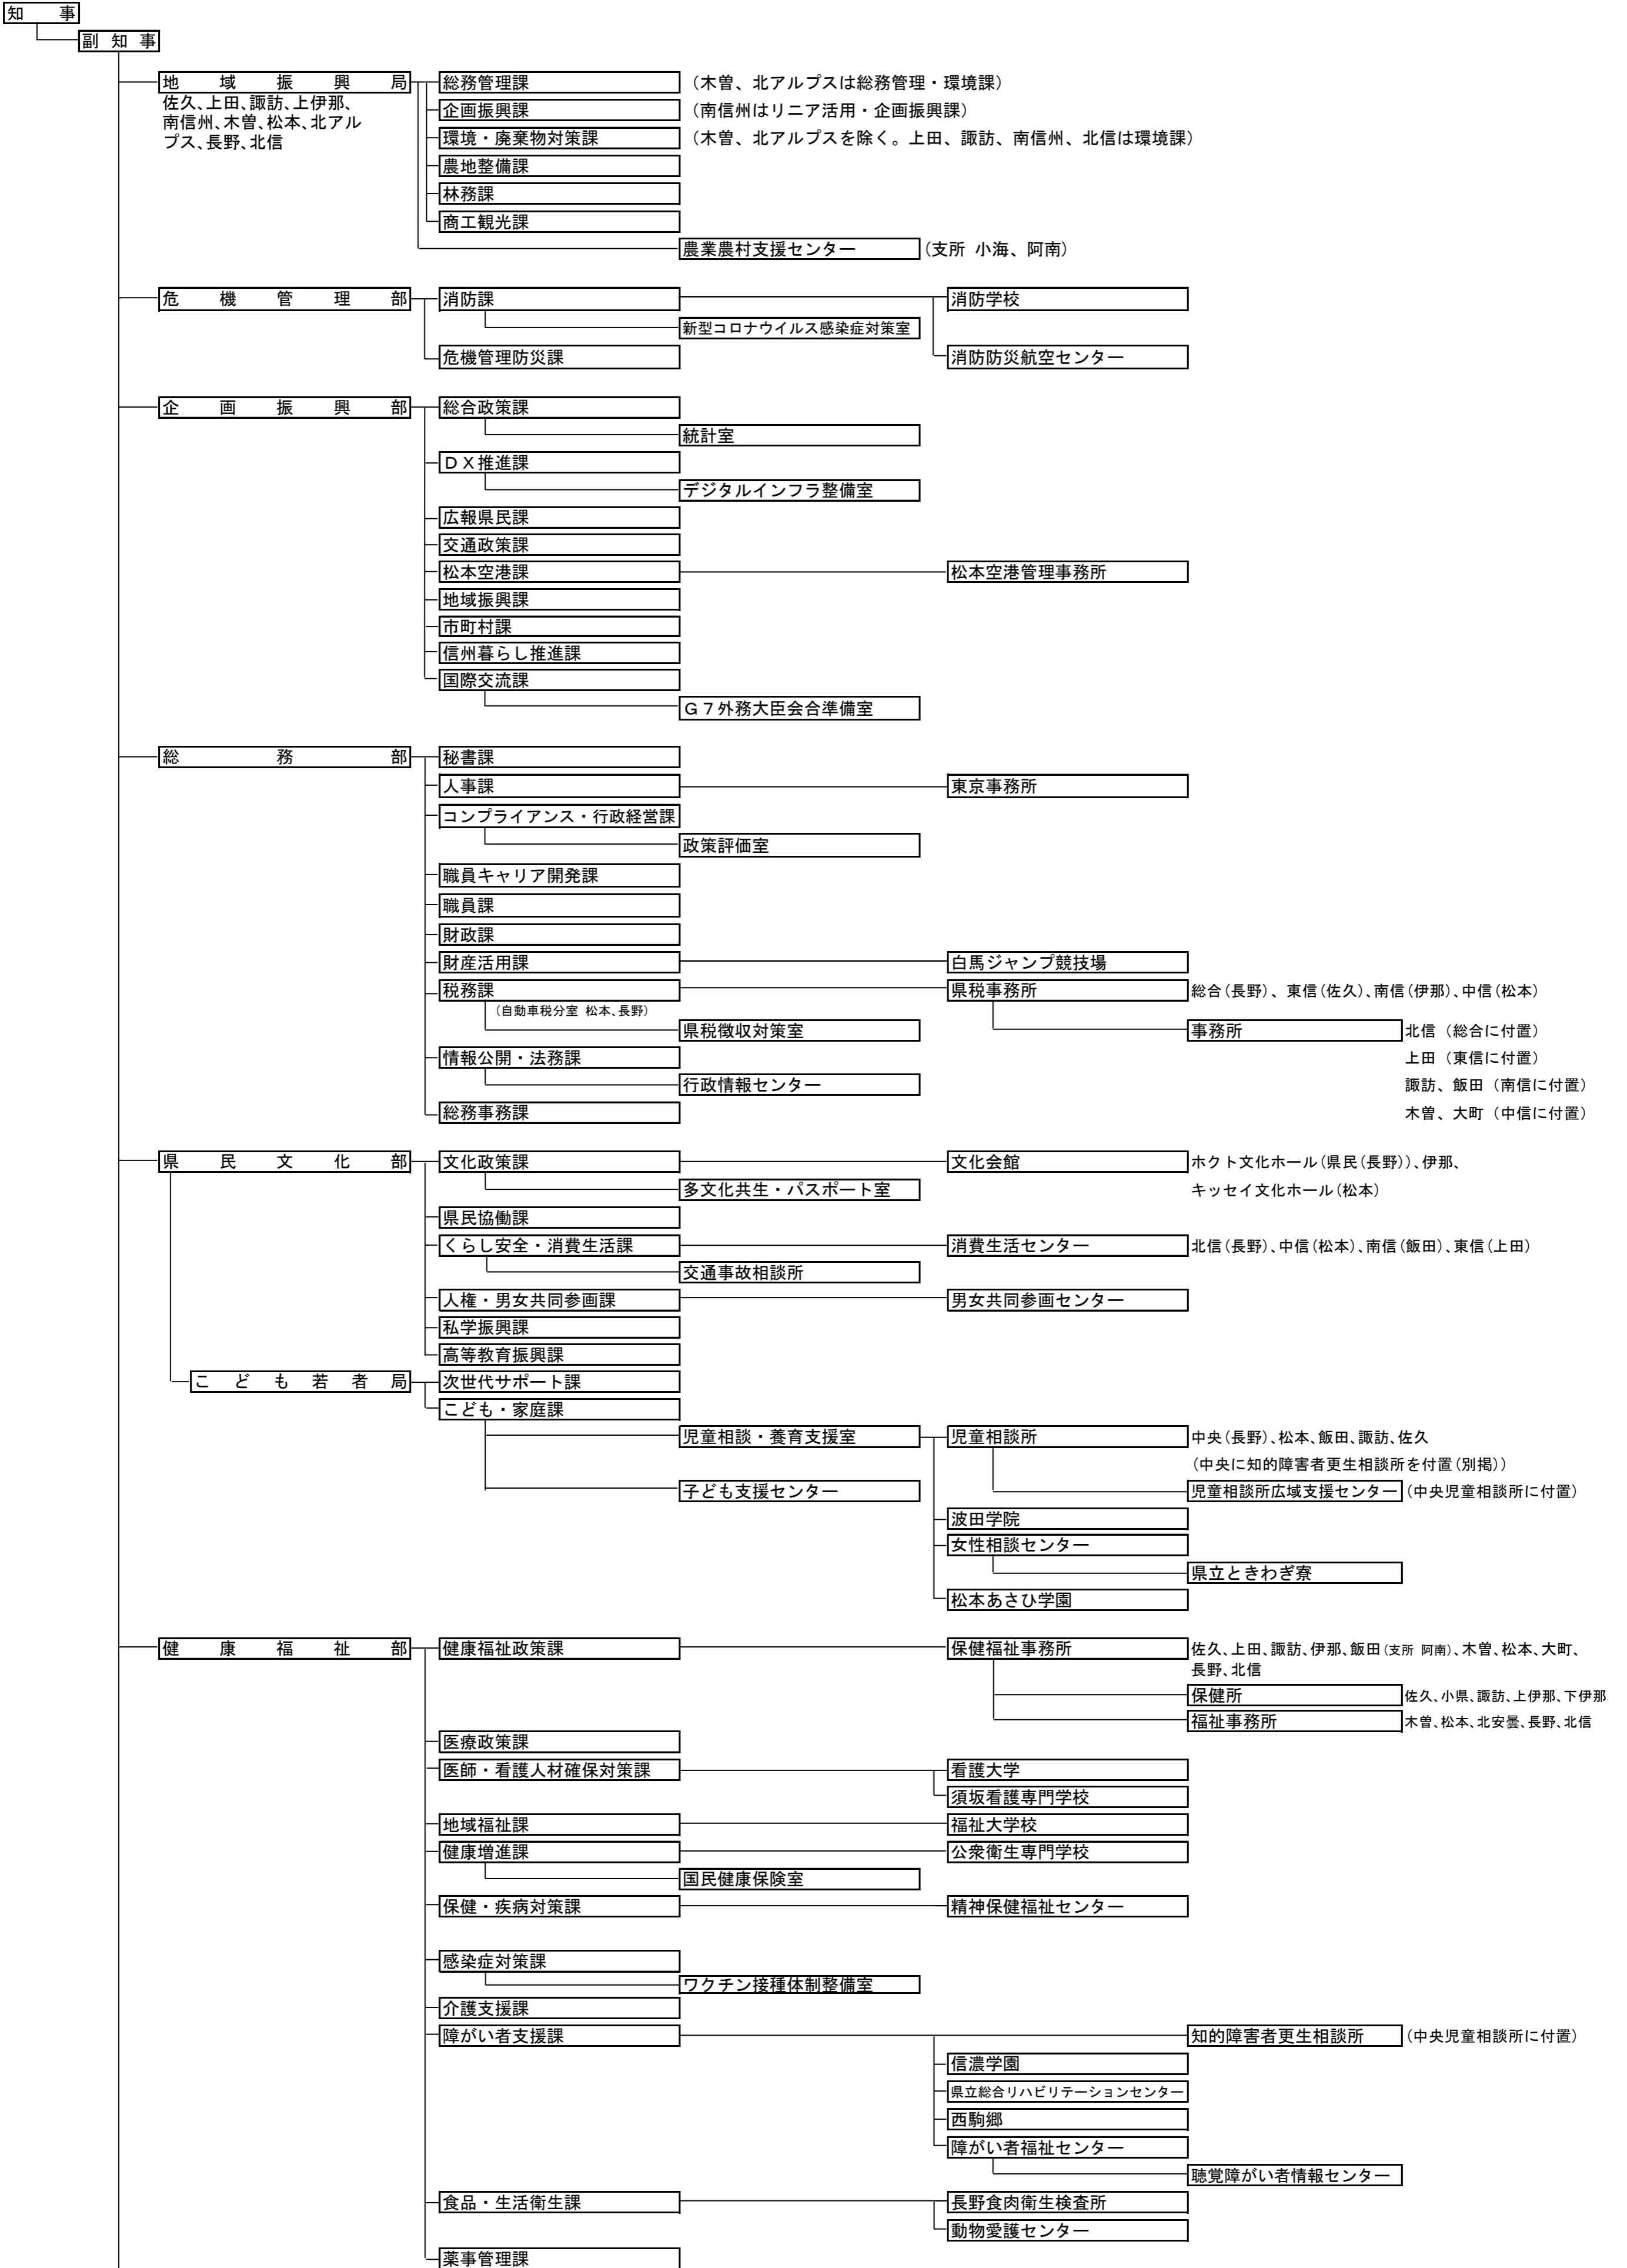 知事
副知事
地域振興局 総務管理課 （木曽、北アルプスは総務管理・環境課）
佐久、上田、諏訪、上伊那、
企画振興課 （南信州はリニア活用・企画振興課）
南信州、木曽、松本、北アル
環境・廃棄物対策課 （木曽、北アルプスを除く。上田、諏訪、南信州、北信は環境課）
プス、長野、北信
農地整備課
林務課
商工観光課
農業農村支援センター （支所 小海、阿南）
危機管理部 消防課 消防学校
新型コロナウイルス感染症対策室
危機管理防災課 消防防災航空センター
企画振興部 総合政策課
統計室
ＤＸ推進課
デジタルインフラ整備室
広報県民課
交通政策課
松本空港課 松本空港管理事務所
地域振興課
市町村課
信州暮らし推進課
国際交流課
Ｇ７外務大臣会合準備室
総務部 秘書課
人事課 東京事務所
コンプライアンス・行政経営課
政策評価室
職員キャリア開発課
職員課
財政課
財産活用課 白馬ジャンプ競技場
税務課 県税事務所 総合（長野）、東信（佐久）、南信（伊那）、中信（松本）
（自動車税分室 松本、長野）
県税徴収対策室 事務所 北信（総合に付置）
情報公開・法務課 上田（東信に付置）
行政情報センター 諏訪、飯田（南信に付置）
総務事務課 木曽、大町（中信に付置）
県民文化部 文化政策課 文化会館 ホクト文化ホール（県民（長野））、伊那、
多文化共生・パスポート室 キッセイ文化ホール（松本）
県民協働課
くらし安全・消費生活課 消費生活センター 北信（長野）、中信（松本）、南信（飯田）、東信（上田）
交通事故相談所
人権・男女共同参画課 男女共同参画センター
私学振興課
高等教育振興課
こども若者局 次世代サポート課
こども・家庭課
児童相談・養育支援室 児童相談所 中央（長野）、松本、飯田、諏訪、佐久
（中央に知的障害者更生相談所を付置（別掲））
子ども支援センター 児童相談所広域支援センター （中央児童相談所に付置）
波田学院
女性相談センター
県立ときわぎ寮
松本あさひ学園
健康福祉部 健康福祉政策課 保健福祉事務所 佐久、上田、諏訪、伊那、飯田（支所 阿南）、木曽、松本、大町、
長野、北信
保健所 佐久、小県、諏訪、上伊那、下伊那
福祉事務所 木曽、松本、北安曇、長野、北信
医療政策課
医師・看護人材確保対策課 看護大学
須坂看護専門学校
地域福祉課 福祉大学校
健康増進課 公衆衛生専門学校
国民健康保険室
保健・疾病対策課 精神保健福祉センター
感染症対策課
ワクチン接種体制整備室
介護支援課
障がい者支援課 知的障害者更生相談所 （中央児童相談所に付置）
信濃学園
県立総合リハビリテーションセンター
西駒郷
障がい者福祉センター
聴覚障がい者情報センター
食品・生活衛生課 長野食肉衛生検査所
動物愛護センター
薬事管理課